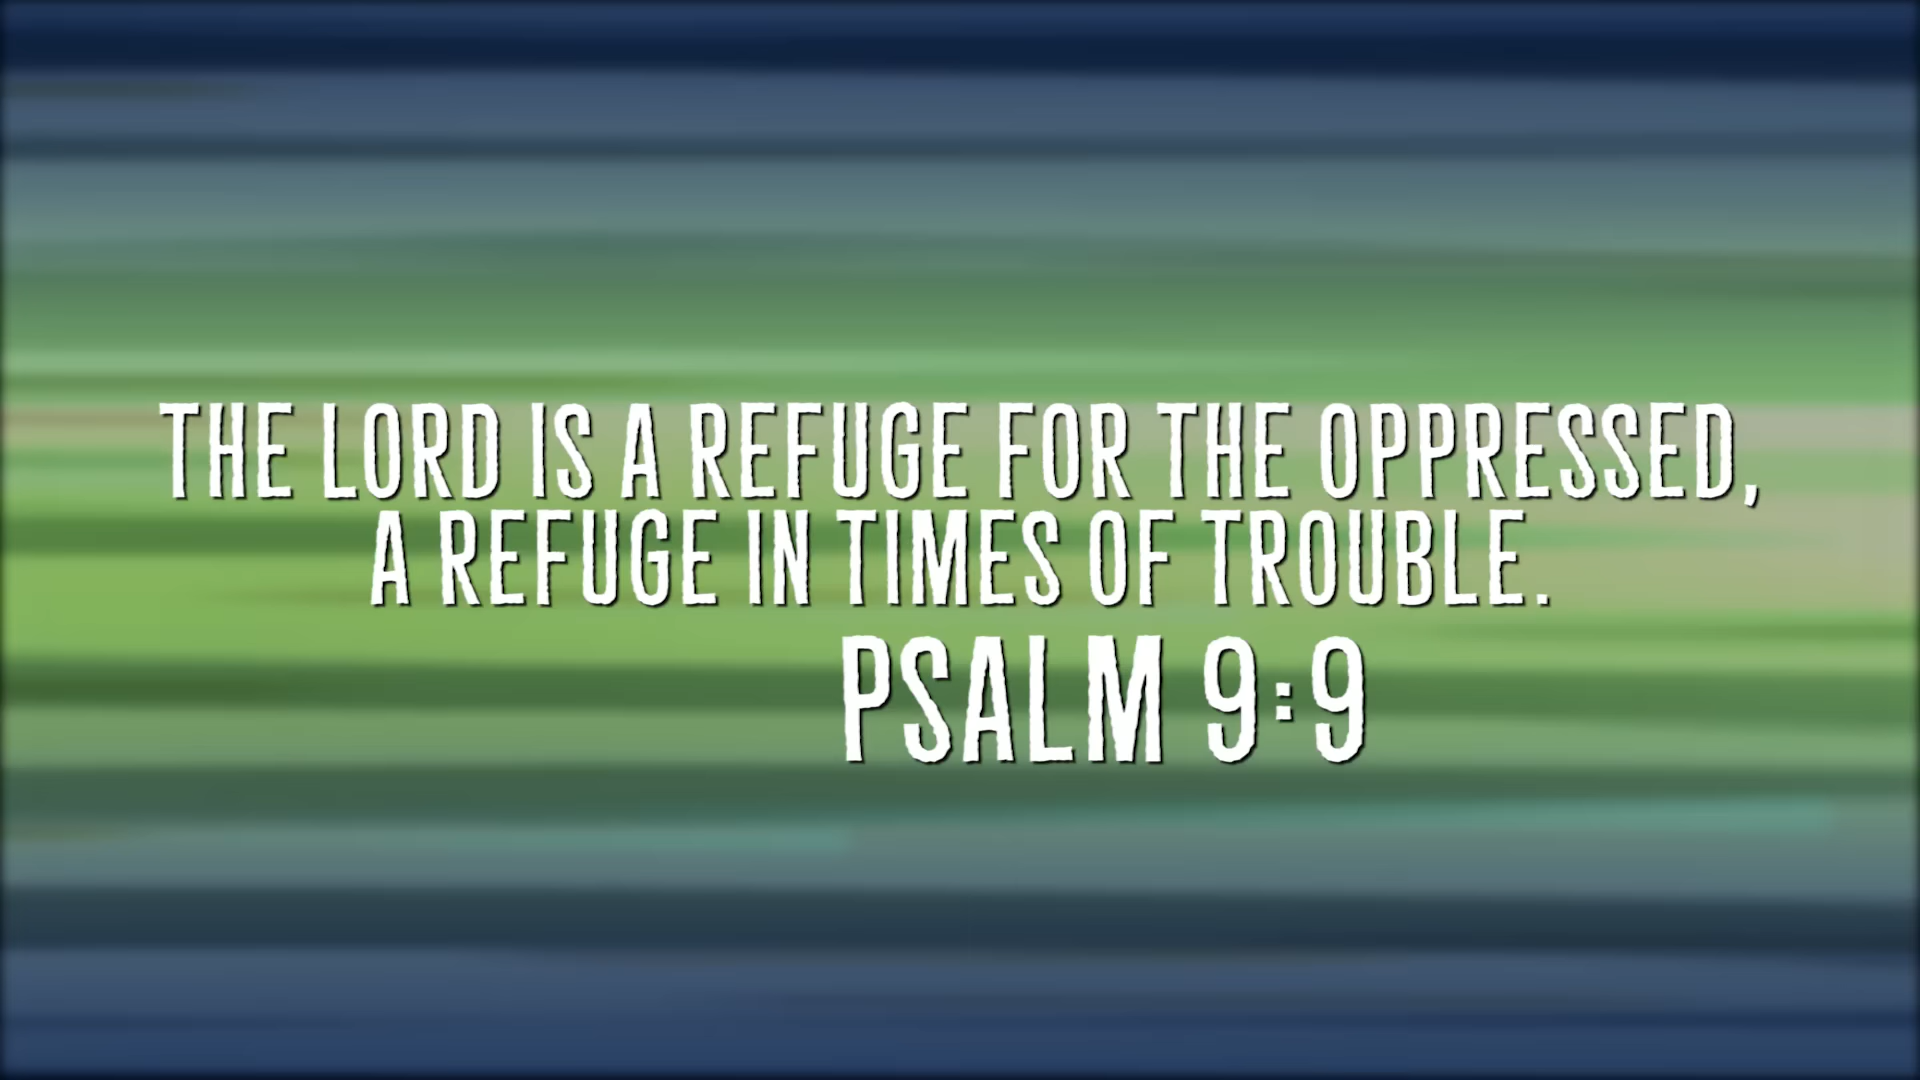 THE LORD IS A REFUGE FOR THE OPPRESSED,
A REFUGE IN TIMES OF TROUBLE.
PSALM 9:9